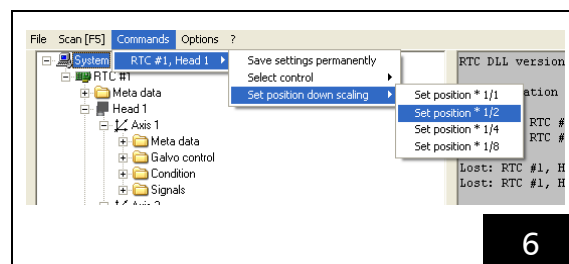 File Scan [F5] Commands Options ?
System RTC #1, Head 1 Save settings permanently RTC DLL version
RTC #1 Select control
Meta data Set position down scaling Set position * 1/1 ation
Head 1 Set position * 1/2
Axis 1 Set position * 1/4 RTC #
Meta data Set position * 1/8 RTC #
Galvo control Lost: RTC #1, H
Condition Lost: RTC #1, H
Signals
6